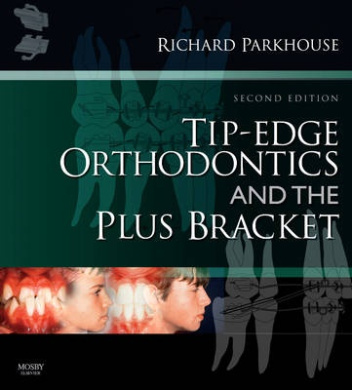 RICHARD PARKHOUSE
SECOND EDITION
TIP-EDGE
ORTHODONTICS
AND THE
PLUS BRACKET
MOSBY
ELSEVIER